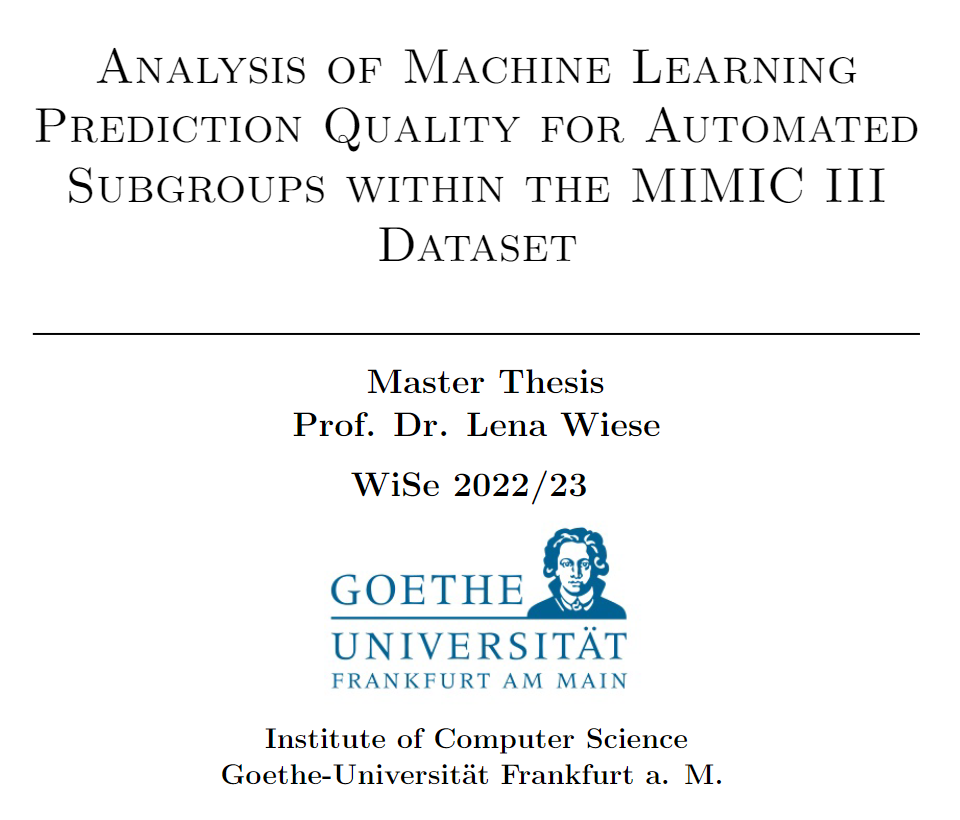 Analysis of Machine Learning
Prediction Quality for Automated
Subgroups within the MIMIC III
Dataset
Master Thesis
Prof. Dr. Lena Wiese
WiSe 2022/23
GOETHE
UNIVERSITÄT
FRANKFURT AM MAIN
Institute of Computer Science
Goethe-Universität Frankfurt a. M.